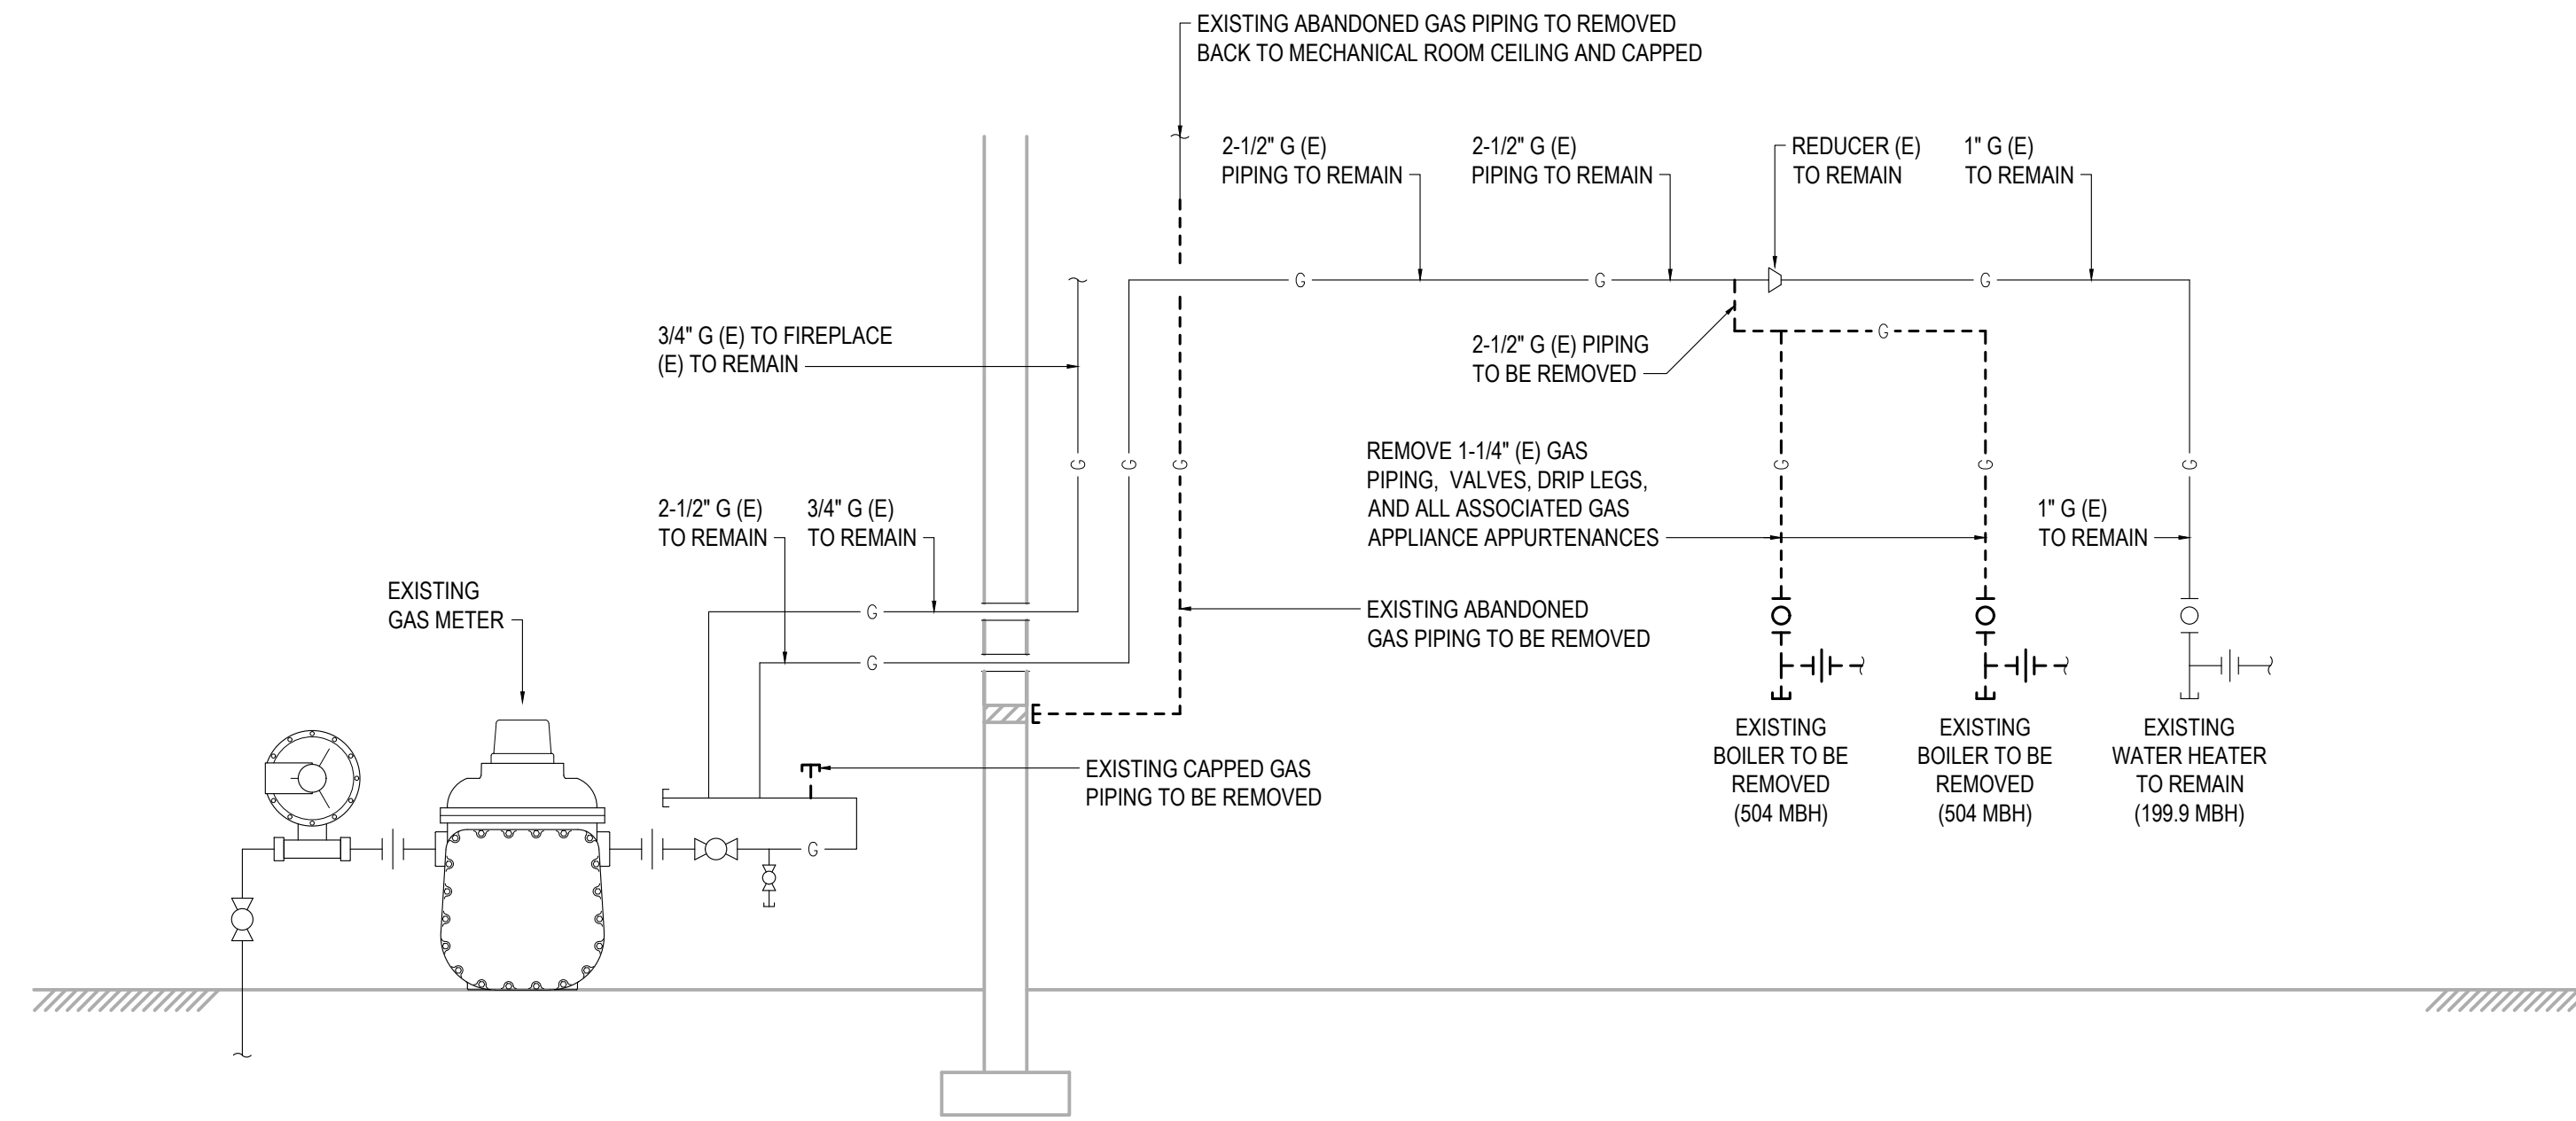 EXISTING ABANDONED GAS PIPING TO REMOVED
BACK TO MECHANICAL ROOM CEILING AND CAPPED
2-1/2" G (E)
PIPING TO REMAIN
2-1/2" G (E)
PIPING TO REMAIN
REDUCER (E)
TO REMAIN
1" G (E)
TO REMAIN
G
G
G
3/4" G (E) TO FIREPLACE
(E) TO REMAIN
2-1/2" G (E) PIPING
TO BE REMOVED
G
REMOVE 1-1/4" (E) GAS
PIPING, VALVES, DRIP LEGS,
AND ALL ASSOCIATED GAS
APPLIANCE APPURTENANCES
G
G
G
G
G
G
2-1/2" G (E)
TO REMAIN
3/4" G (E)
TO REMAIN
1" G (E)
TO REMAIN
EXISTING
GAS METER
G
G
EXISTING ABANDONED
GAS PIPING TO BE REMOVED
EXISTING CAPPED GAS
PIPING TO BE REMOVED
G
EXISTING
BOILER TO BE
REMOVED
(504 MBH)
EXISTING
BOILER TO BE
REMOVED
(504 MBH)
EXISTING
WATER HEATER
TO REMAIN
(199.9 MBH)